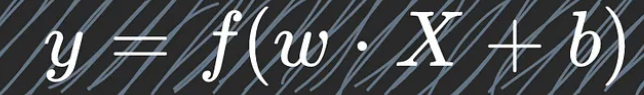 y = f(w · X + b)